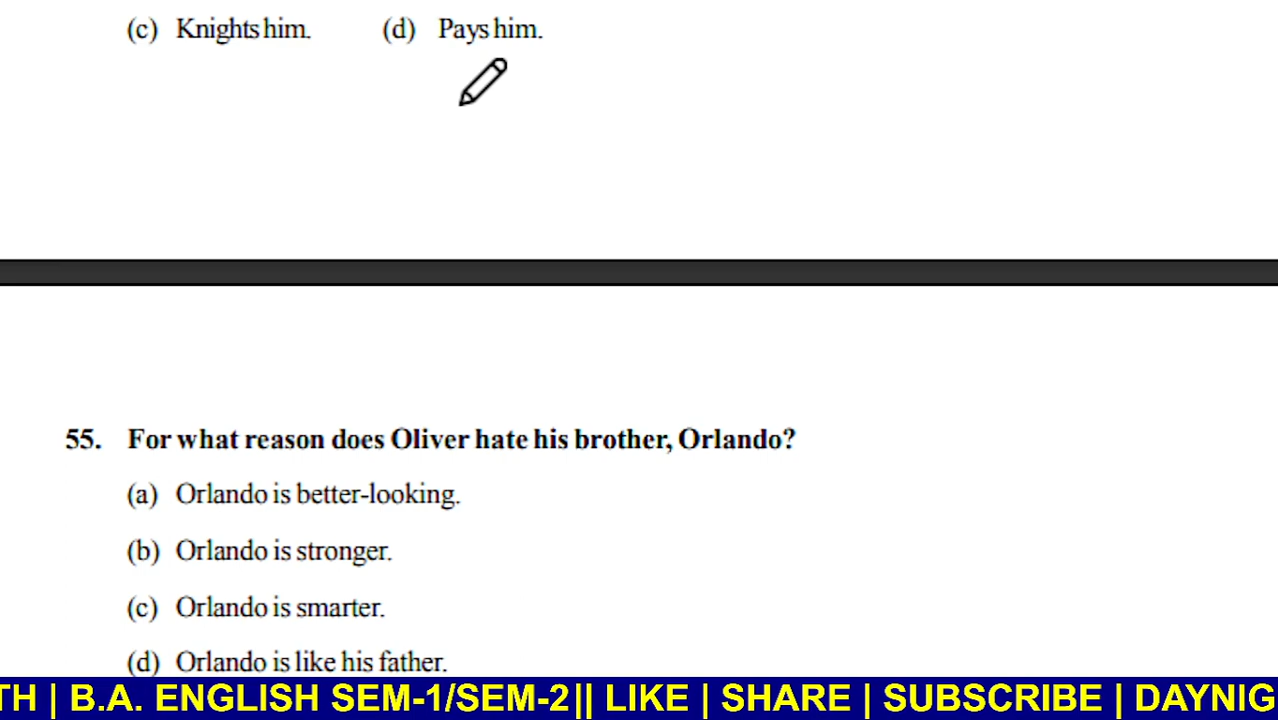 (c) Knights him. (d) Pays him.
55. For what reason does Oliver hate his brother, Orlando?
(a) Orlando is better-looking.
(b) Orlando is stronger.
(c) Orlando is smarter.
(d) Orlando is like his father.
TH | B.A. ENGLISH SEM-1/SEM-2|| LIKE | SHARE | SUBSCRIBE | DAYNIG